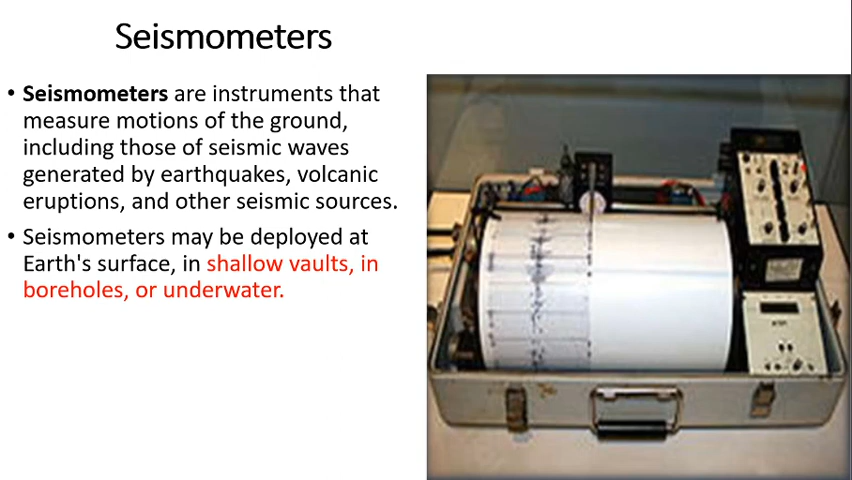 Seismometers
• Seismometers are instruments that
measure motions of the ground,
including those of seismic waves
generated by earthquakes, volcanic
eruptions, and other seismic sources.
• Seismometers may be deployed at
Earth's surface, in shallow vaults, in
boreholes, or underwater.